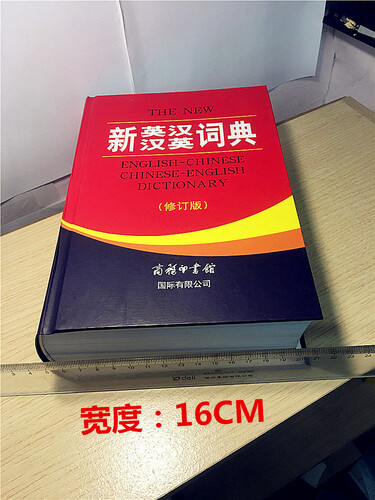 THE NEW
新英汉汉英词典
ENGLISH-CHINESE
CHINESE-ENGLISH
DICTIONARY
(修订版)
商務印書館
国际有限公司
deli
宽度：16CM